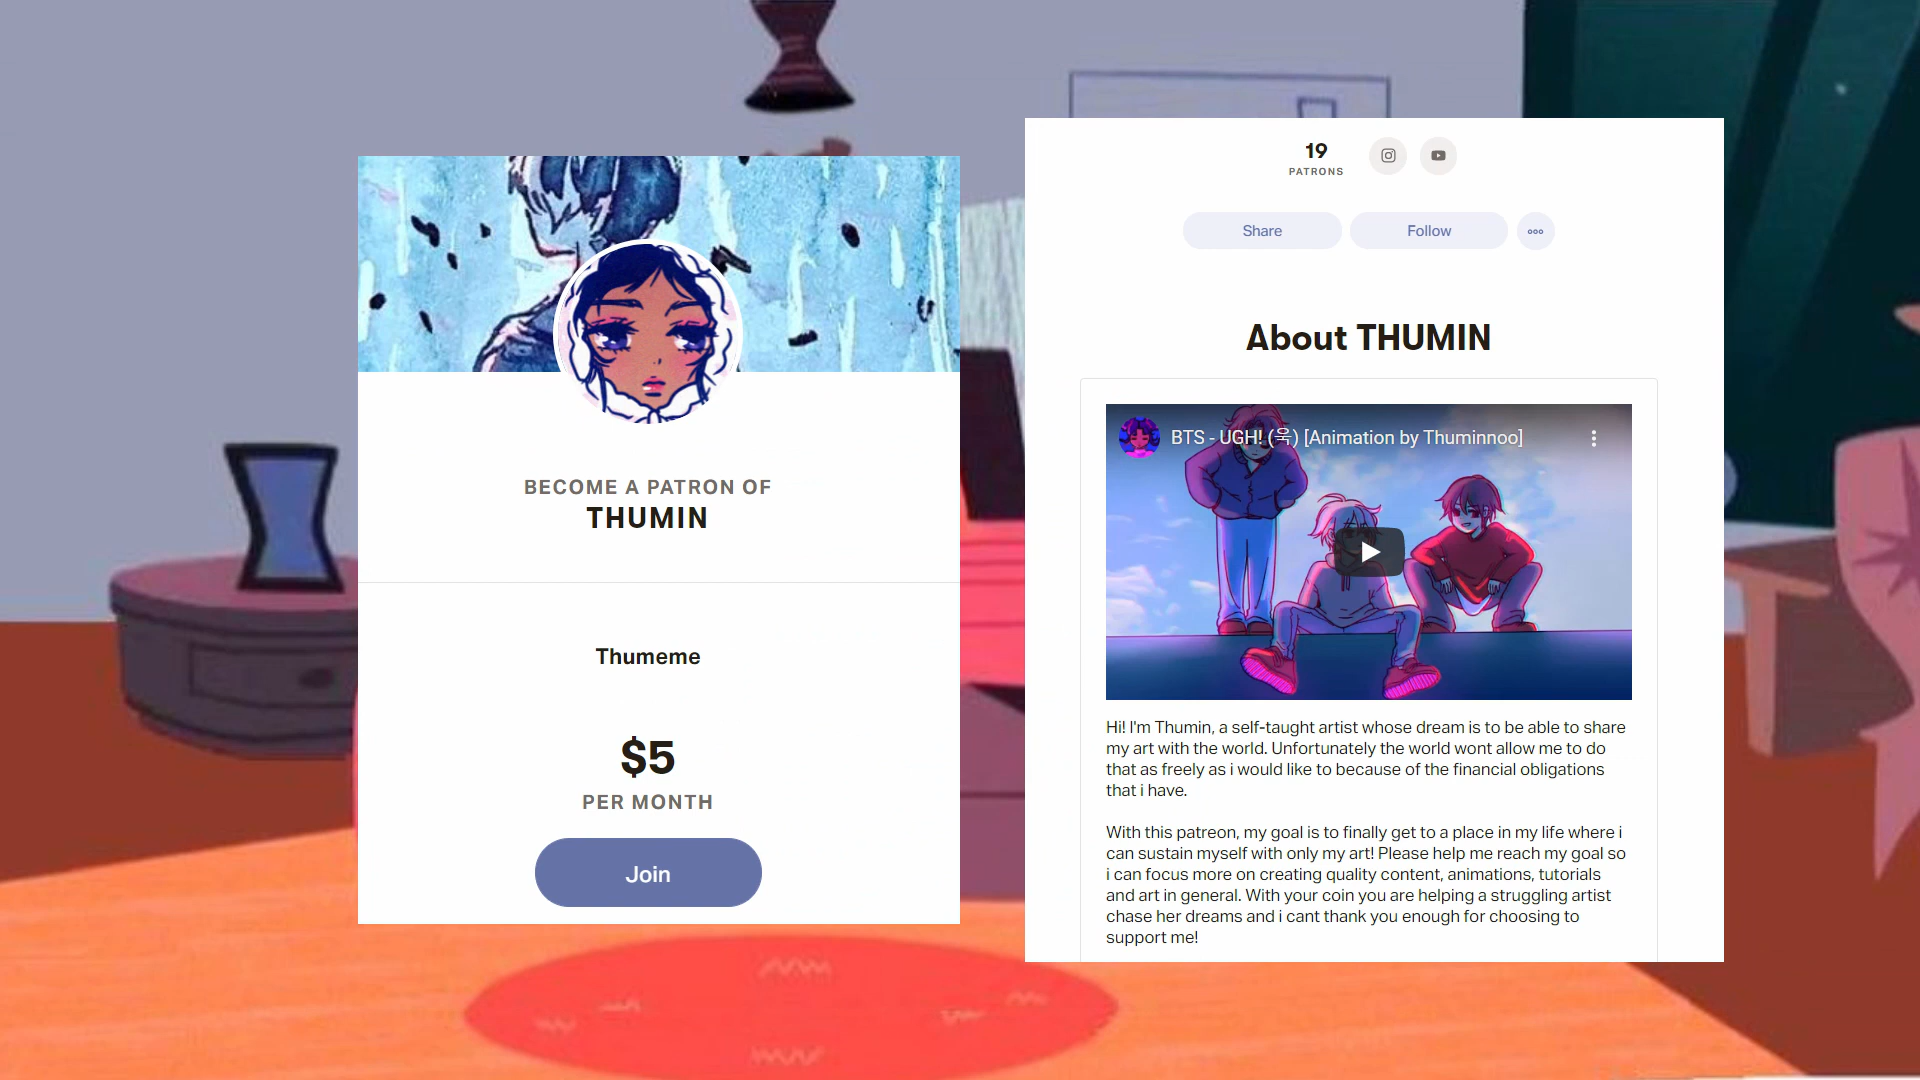 BECOME A PATRON OF
THUMIN
Thumeme
$5
PER MONTH
Join
19
PATRONS
Share
Follow
About THUMIN
BTS - UGH! (욱) [Animation by Thuminnoo]
Hi! I'm Thumin, a self-taught artist whose dream is to be able to share
my art with the world. Unfortunately the world wont allow me to do
that as freely as i would like to because of the financial obligations
that i have.
With this patreon, my goal is to finally get to a place in my life where i
can sustain myself with only my art! Please help me reach my goal so
i can focus more on creating quality content, animations, tutorials
and art in general. With your coin you are helping a struggling artist
chase her dreams and i cant thank you enough for choosing to
support me!